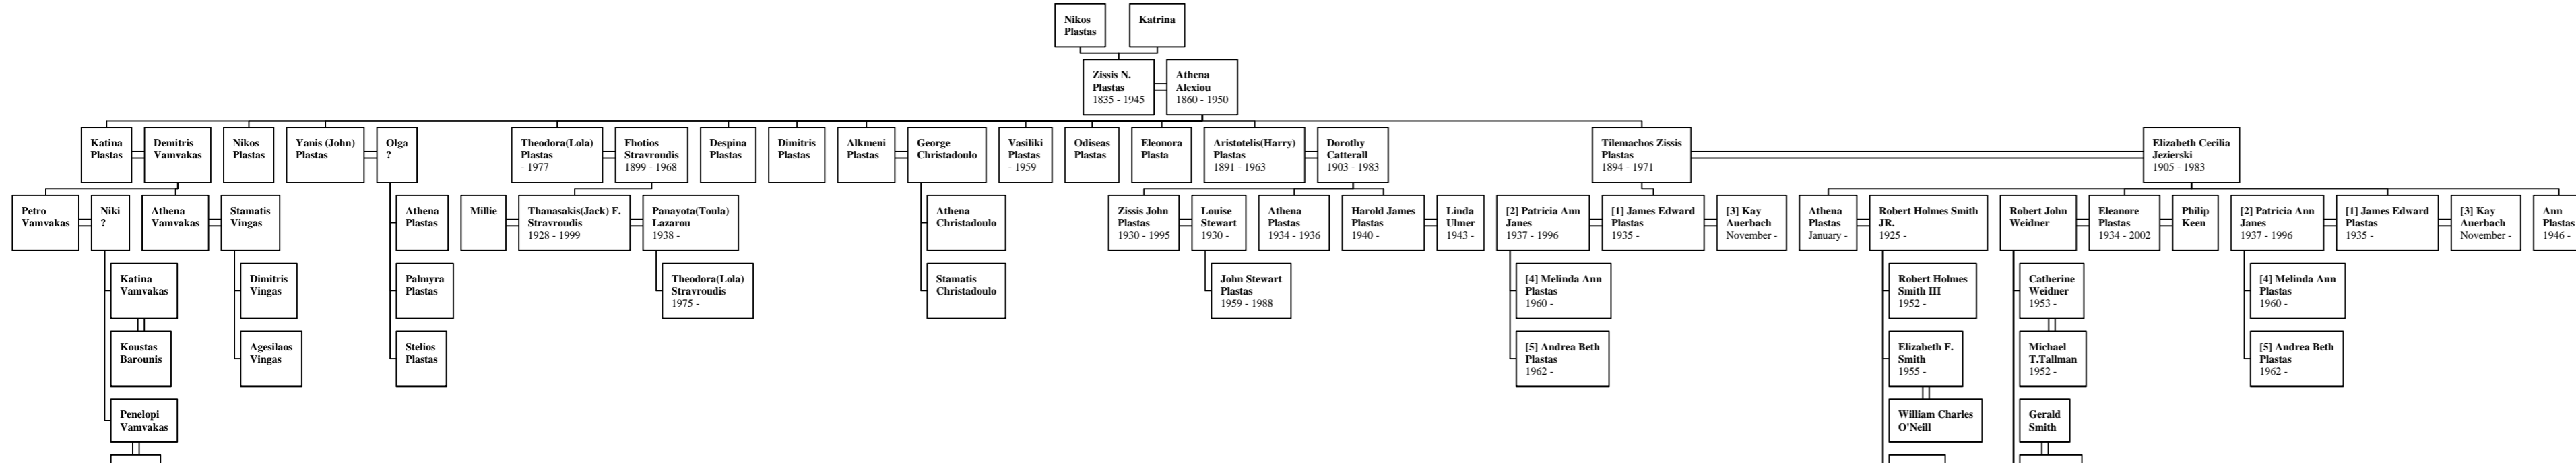 Nikos
Plastas
Katrina
Zissis N.
Plastas
1835 - 1945
Athena
Alexiou
1860 - 1950
Katina
Plastas
Demitris
Vamvakas
Nikos
Plastas
Yanis (John)
Plastas
Olga
?
Theodora(Lola)
Plastas
- 1977
Fhotios
Stravroudis
1899 - 1968
Despina
Plastas
Dimitris
Plastas
Alkmeni
Plastas
George
Christadoulo
Vasiliki
Plastas
- 1959
Odiseas
Plastas
Eleonora
Plasta
Aristotelis(Harry)
Plastas
1891 - 1963
Dorothy
Catterall
1903 - 1983
Tilemachos Zissis
Plastas
1894 - 1971
Elizabeth Cecilia
Jezierski
1905 - 1983
Petro
Vamvakas
Niki
?
Athena
Vamvakas
Stamatis
Vingas
Athena
Plastas
Millie
Thanasakis(Jack) F.
Stravroudis
1928 - 1999
Panayota(Toula)
Lazarou
1938 -
Athena
Christadoulo
Zissis John
Plastas
1930 - 1995
Louise
Stewart
1930 -
Athena
Plastas
1934 - 1936
Harold James
Plastas
1940 -
Linda
Ulmer
1943 -
[2] Patricia Ann
Janes
1937 - 1996
[1] James Edward
Plastas
1935 -
[3] Kay
Auerbach
November -
Athena
Plastas
January -
Robert Holmes Smith
JR.
1925 -
Robert John
Weidner
Eleanore
Plastas
1934 - 2002
Philip
Keen
[2] Patricia Ann
Janes
1937 - 1996
[1] James Edward
Plastas
1935 -
[3] Kay
Auerbach
November -
Ann
Plastas
1946 -
Katina
Vamvakas
Dimitris
Vingas
Palmyra
Plastas
Theodora(Lola)
Stravroudis
1975 -
Stamatis
Christadoulo
John Stewart
Plastas
1959 - 1988
[4] Melinda Ann
Plastas
1960 -
Robert Holmes
Smith III
1952 -
Catherine
Weidner
1953 -
[4] Melinda Ann
Plastas
1960 -
Koustas
Barounis
Agesilaos
Vingas
Stelios
Plastas
[5] Andrea Beth
Plastas
1962 -
Elizabeth F.
Smith
1955 -
Michael
T.Tallman
1952 -
[5] Andrea Beth
Plastas
1962 -
Penelopi
Vamvakas
William Charles
O'Neill
Gerald
Smith